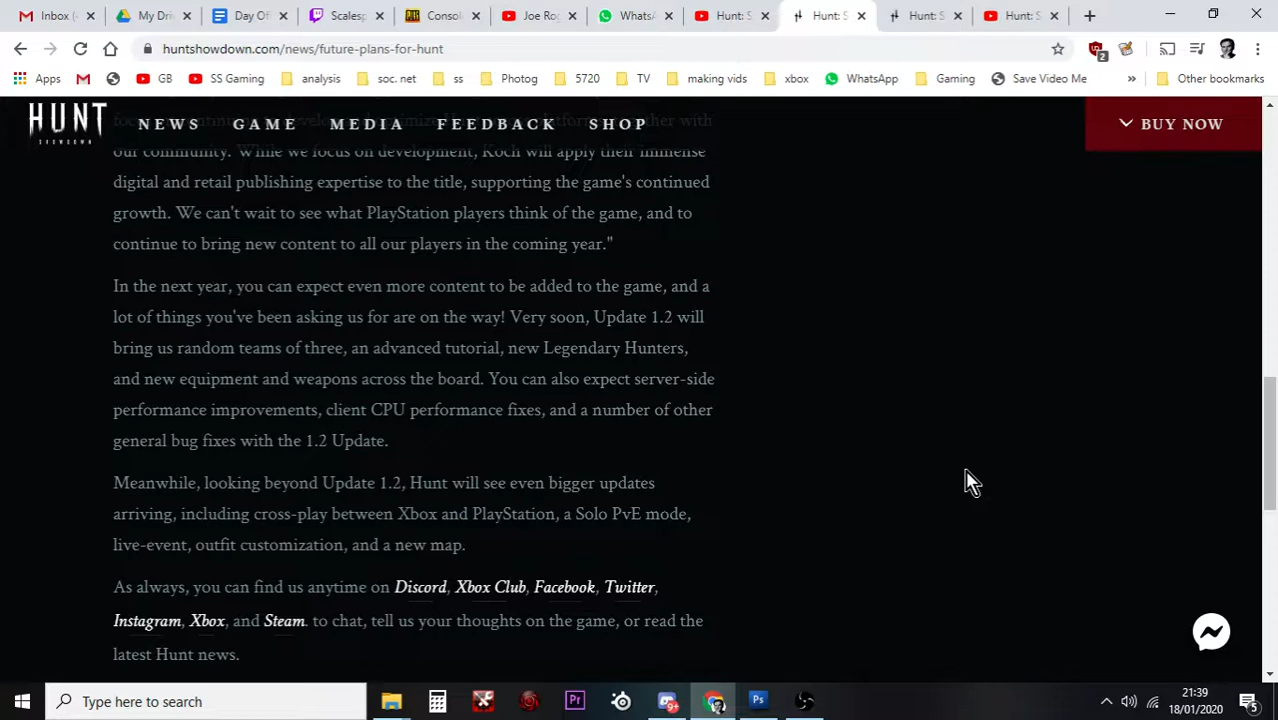 Inbox (
My Dri
Day Of
Scalesp
Consol
Joe Rog
WhatsA
Hunt: S
Hunt: S
Hunt: S
Hunt: S
huntshowdown.com/news/future-plans-for-hunt
2
Apps
GB
SS Gaming
analysis
soc. net
ss
Photog
5720
TV
making vids
xbox
WhatsApp
Gaming
Save Video Me
»
Other bookmarks
HUNT
SHOWDOWN
NEWS
GAME
MEDIA
FEEDBACK
SHOP
BUY NOW
with
our community. While we focus on development, Koch will apply their immense
digital and retail publishing expertise to the title, supporting the game's continued
growth. We can't wait to see what PlayStation players think of the game, and to
continue to bring new content to all our players in the coming year."
In the next year, you can expect even more content to be added to the game, and a
lot of things you've been asking us for are on the way! Very soon, Update 1.2 will
bring us random teams of three, an advanced tutorial, new Legendary Hunters,
and new equipment and weapons across the board. You can also expect server-side
performance improvements, client CPU performance fixes, and a number of other
general bug fixes with the 1.2 Update.
Meanwhile, looking beyond Update 1.2, Hunt will see even bigger updates
arriving, including cross-play between Xbox and PlayStation, a Solo PvE mode,
live-event, outfit customization, and a new map.
As always, you can find us anytime on Discord, Xbox Club, Facebook, Twitter,
Instagram, Xbox, and Steam. to chat, tell us your thoughts on the game, or read the
latest Hunt news.
Type here to search
Pr
9+
Ps
21:39
18/01/2020
5